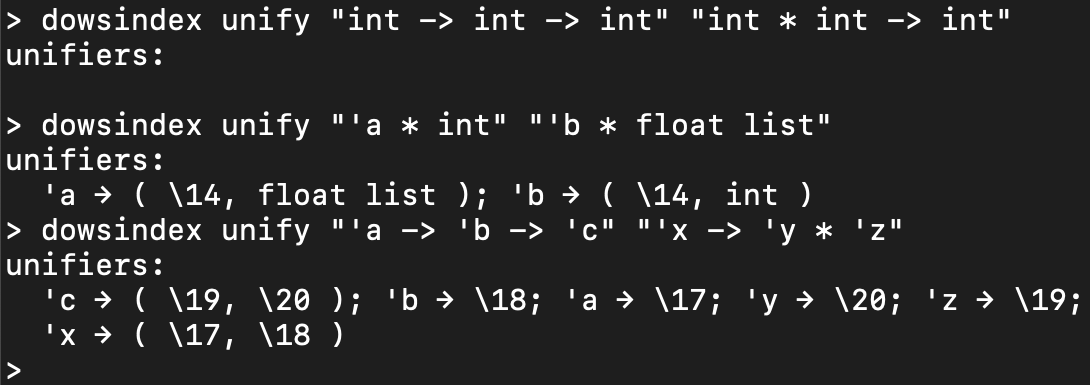 > dowsindex unify "int -> int -> int" "int * int -> int"
unifiers:
> dowsindex unify "'a * int" "'b * float list"
unifiers:
'a → ( \14, float list ); 'b → ( \14, int )
> dowsindex unify "'a -> 'b -> 'c" "'x -> 'y * 'z"
unifiers:
'c → ( \19, \20 ); 'b → \18; 'a → \17; 'y → \20; 'z → \19;
'x → ( \17, \18 )
>